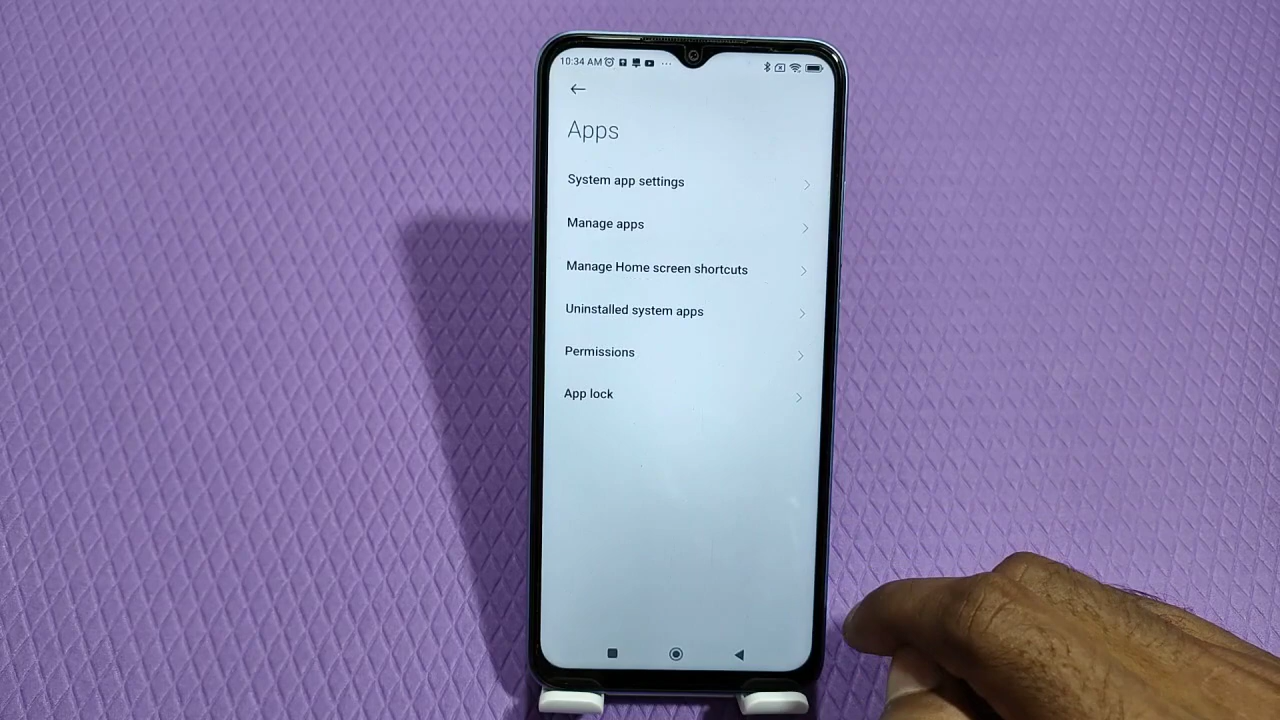 10:34 AM
Apps
System app settings
Manage apps
Manage Home screen shortcuts
Uninstalled system apps
Permissions
App lock